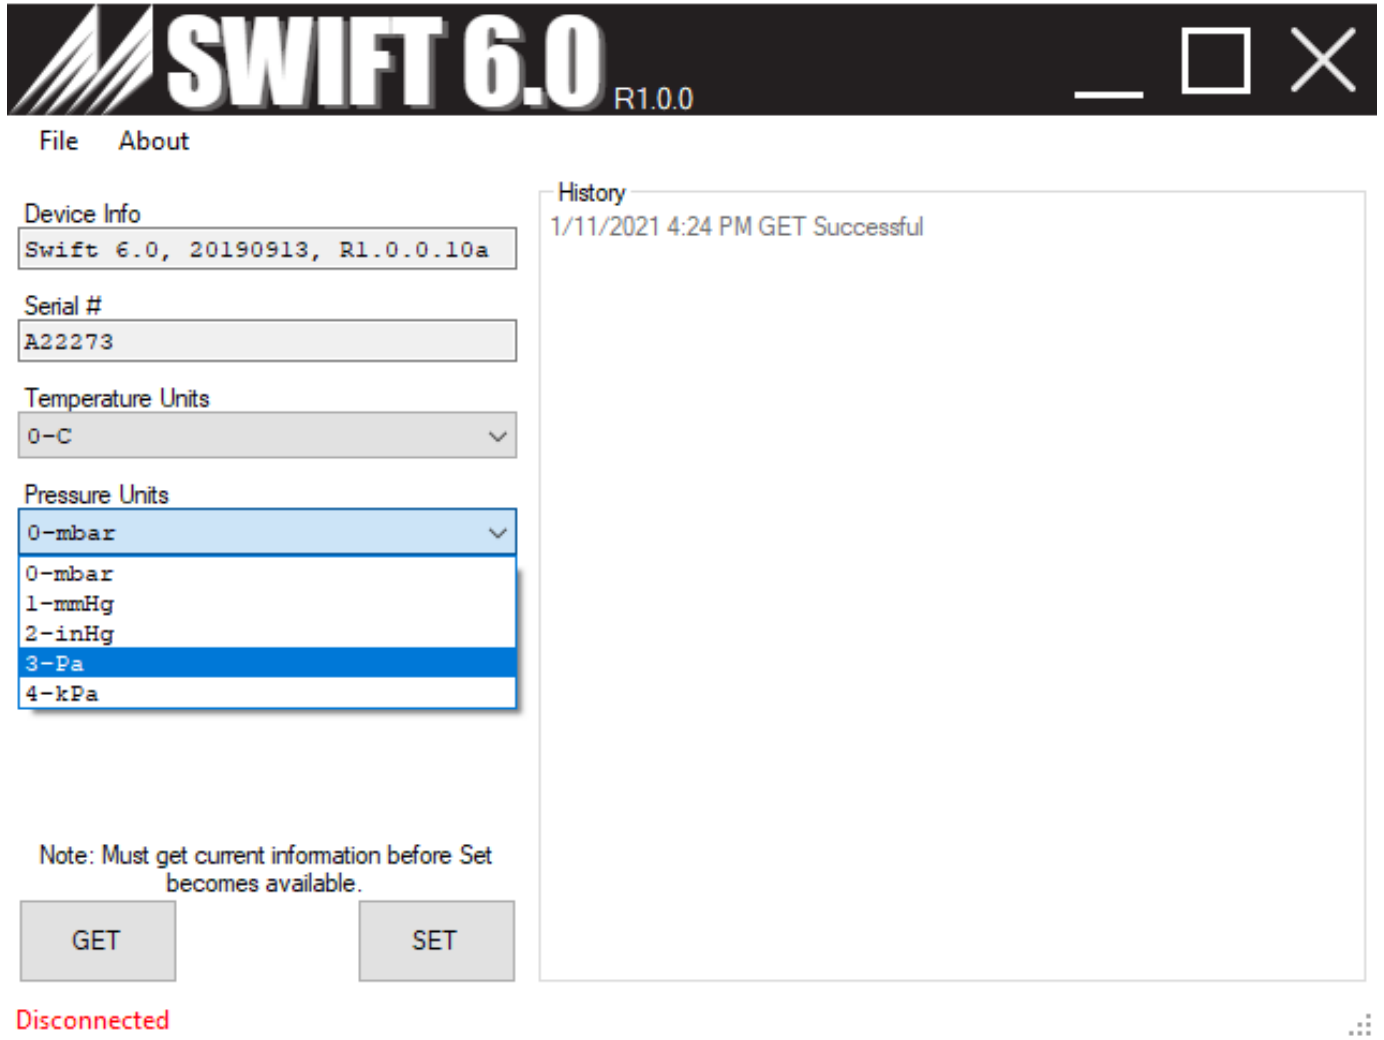 SWIFT 6.0 R1.0.0
File About
Device Info
Swift 6.0, 20190913, R1.0.0.10a
Serial #
A22273
Temperature Units
0-C
Pressure Units
0-mbar
0-mbar
1-mmHg
2-inHg
3-Pa
4-kPa
Note: Must get current information before Set
becomes available.
GET SET
Disconnected
History
1/11/2021 4:24 PM GET Successful